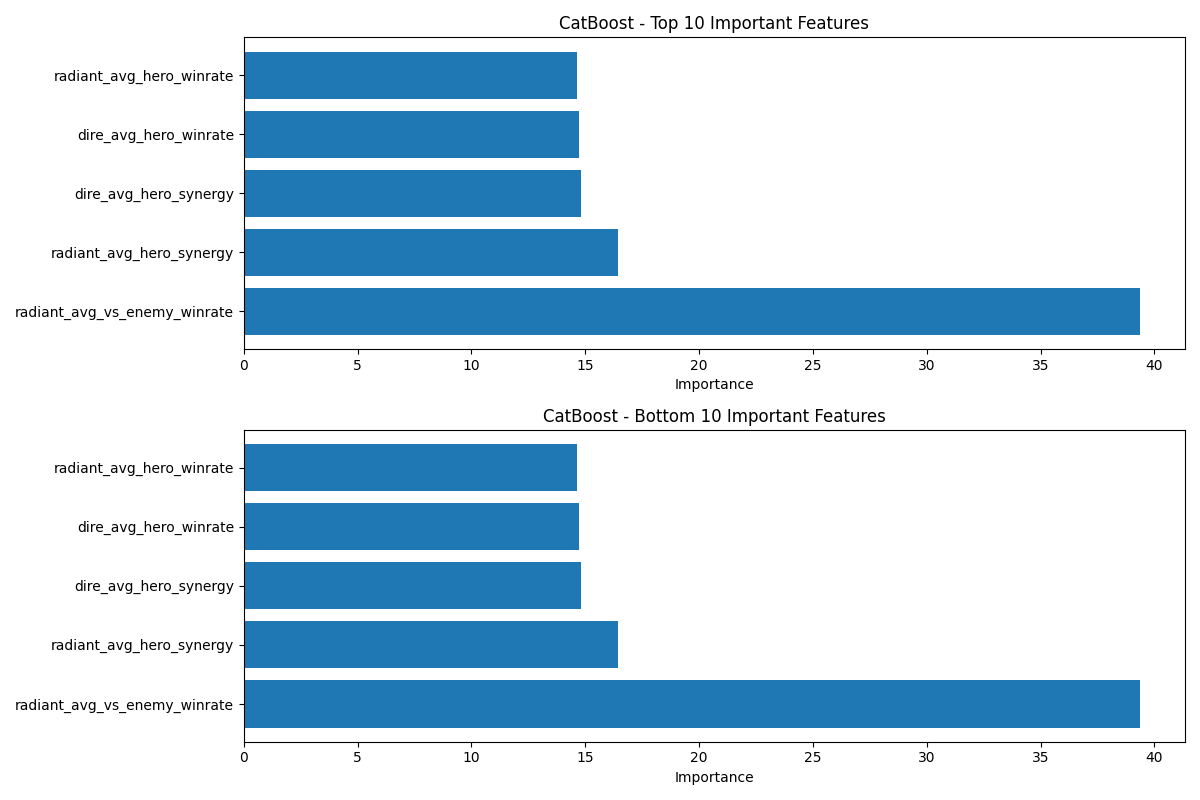 CatBoost - Top 10 Important Features
radiant_avg_hero_winrate
dire_avg_hero_winrate
dire_avg_hero_synergy
radiant_avg_hero_synergy
radiant_avg_vs_enemy_winrate
0 5 10 15 20 25 30 35 40
Importance
CatBoost - Bottom 10 Important Features
radiant_avg_hero_winrate
dire_avg_hero_winrate
dire_avg_hero_synergy
radiant_avg_hero_synergy
radiant_avg_vs_enemy_winrate
0 5 10 15 20 25 30 35 40
Importance